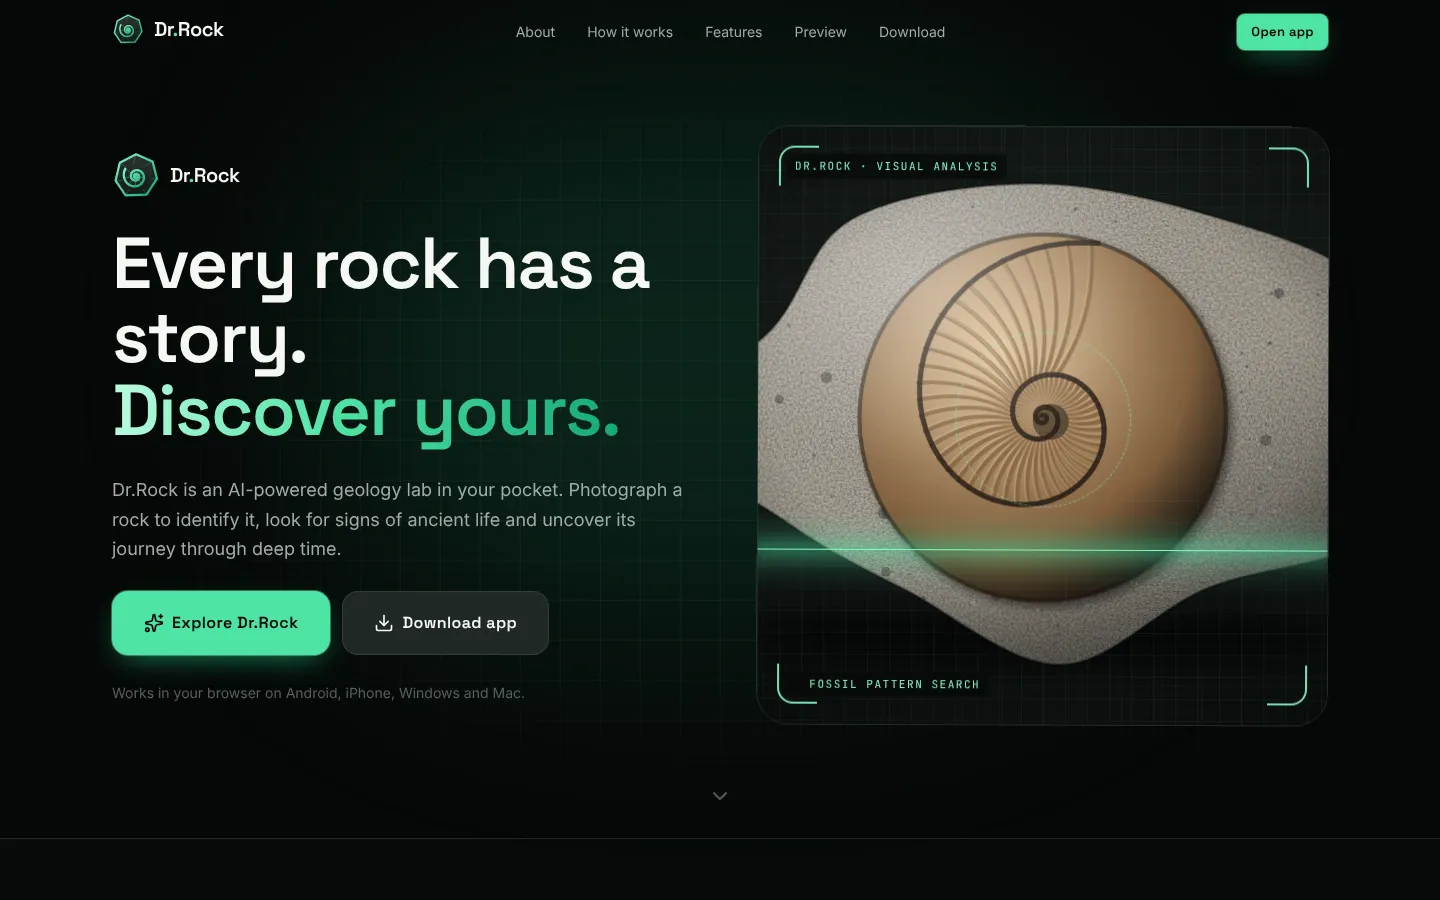 Dr.Rock
About
How it works
Features
Preview
Download
Open app
Dr.Rock
Every rock has a
story.
Discover yours.
Dr.Rock is an AI-powered geology lab in your pocket. Photograph a
rock to identify it, look for signs of ancient life and uncover its
journey through deep time.
Explore Dr.Rock
Download app
Works in your browser on Android, iPhone, Windows and Mac.
DR.ROCK · VISUAL ANALYSIS
FOSSIL PATTERN SEARCH